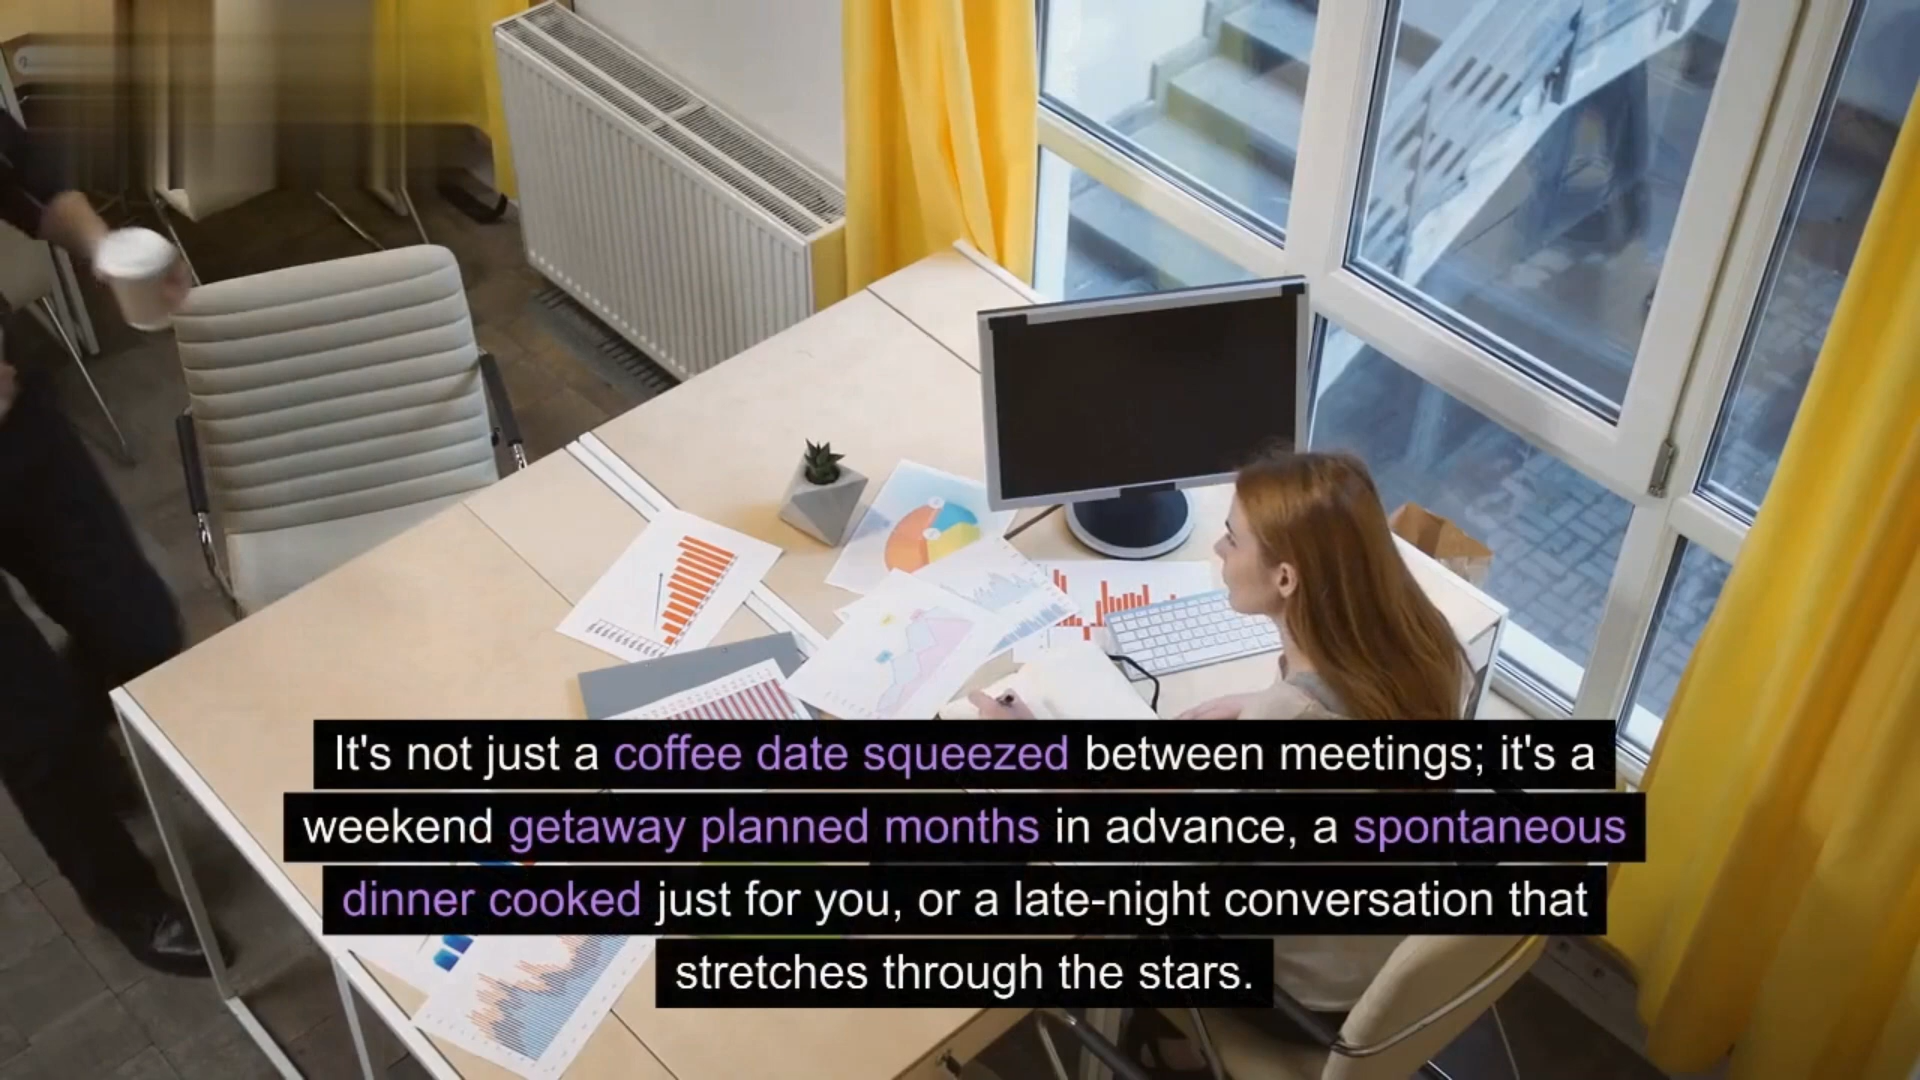 It's not just a coffee date squeezed between meetings; it's a
weekend getaway planned months in advance, a spontaneous
dinner cooked just for you, or a late-night conversation that
stretches through the stars.